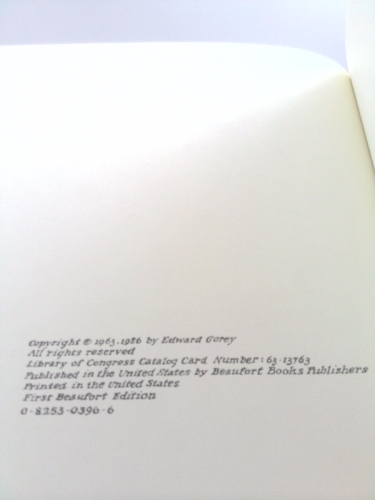 Copyright © 1963, 1986 by Edward Gorey
All rights reserved
Library of Congress Catalog Card Number: 63-13763
Published in the United States by Beaufort Books Publishers
Printed in the United States
First Beaufort Edition
0-8253-0396-6